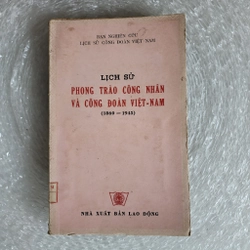 BAN NGHIÊN CỨU
LỊCH SỬ CÔNG ĐOÀN VIỆT NAM
LỊCH SỬ
PHONG TRÀO CÔNG NHÂN
VÀ CÔNG ĐOÀN VIỆT-NAM
(1860 — 1945)
NHÀ XUẤT BẢN LAO ĐỘNG